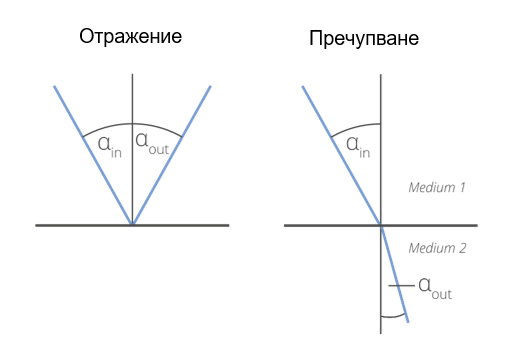 Отражение
Пречупване
αin
αout
αin
Medium 1
Medium 2
αout